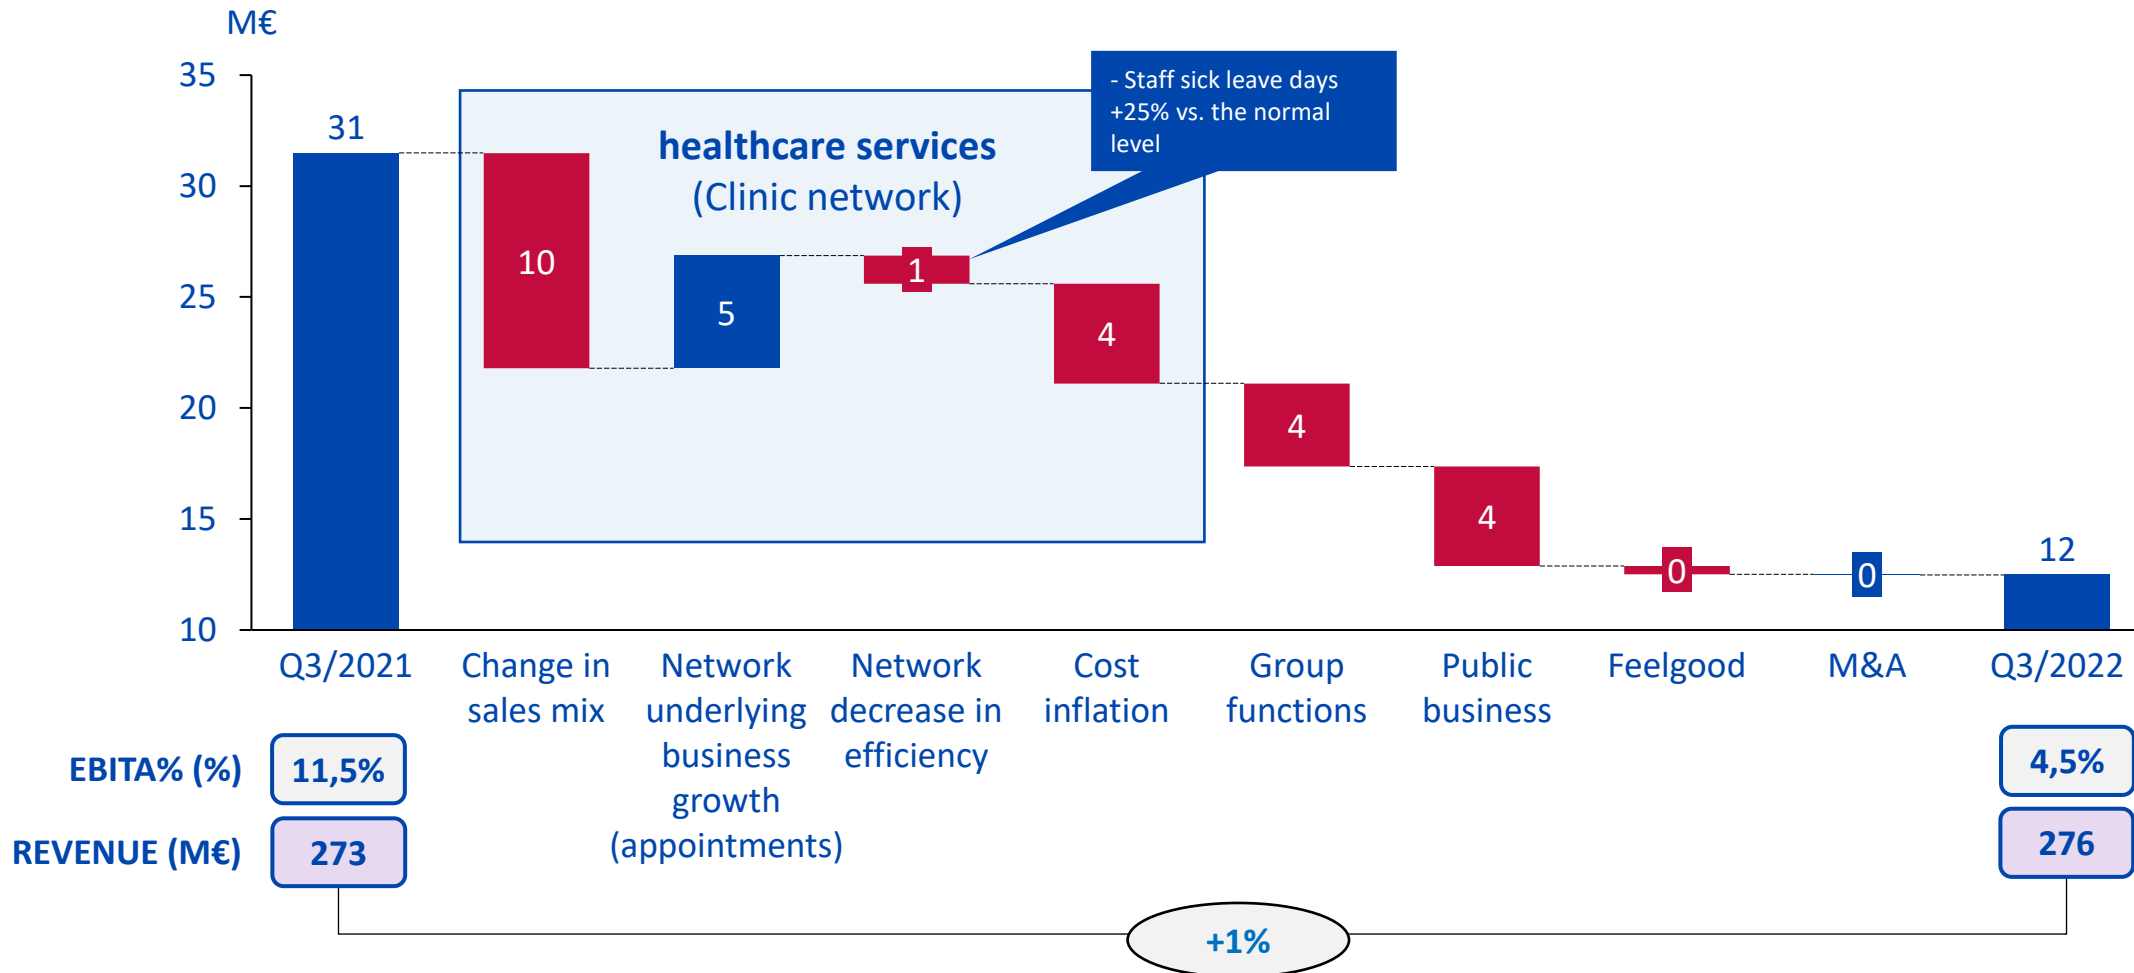 M€
35
30
25
20
15
10
31
healthcare services
(Clinic network)
- Staff sick leave days
+25% vs. the normal
level
10
5
1
4
4
4
0
0
12
Q3/2021
Change in
sales mix
Network
underlying
business
growth
(appointments)
Network
decrease in
efficiency
Cost
inflation
Group
functions
Public
business
Feelgood
M&A
Q3/2022
EBITA% (%)
11,5%
4,5%
REVENUE (M€)
273
276
+1%